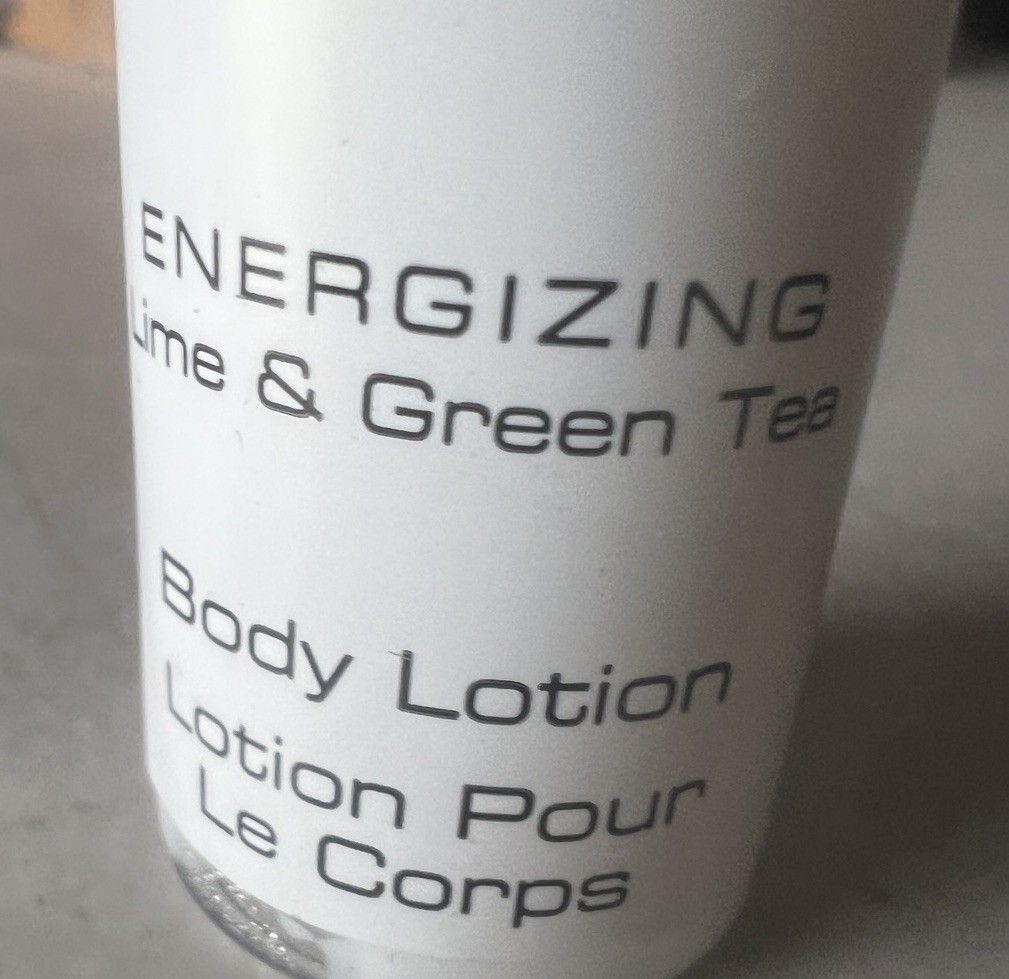 ENERGIZING
Lime & Green Tea
Body Lotion
Lotion Pour
Le Corps